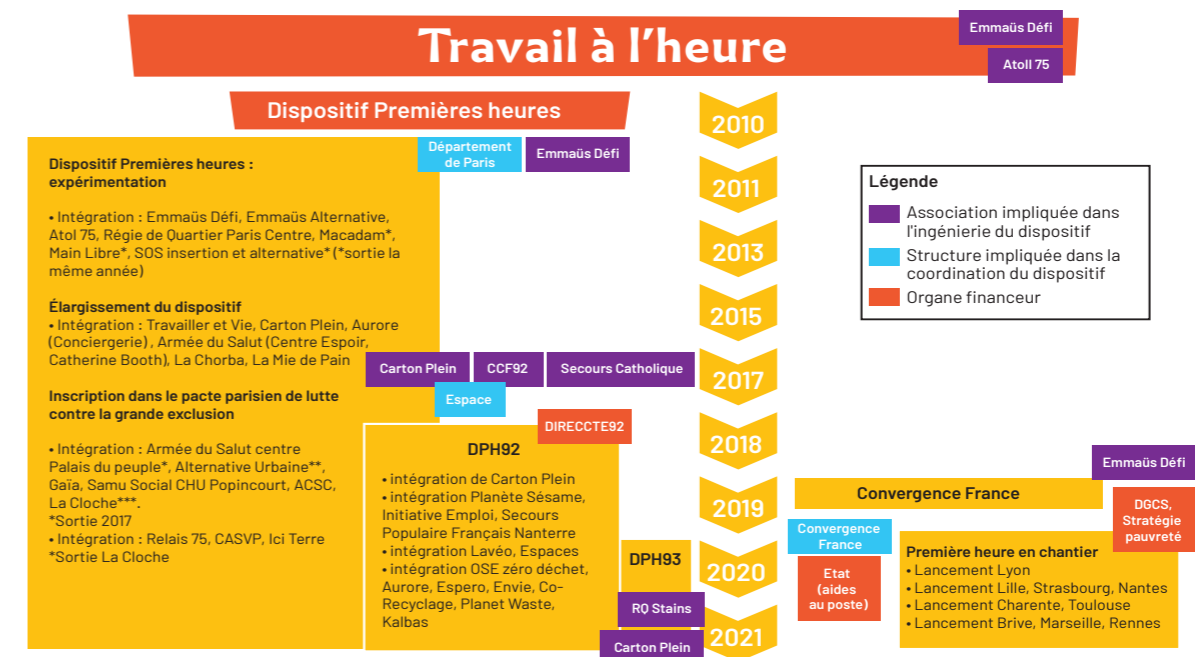 Travail à l'heure
Emmaüs Défi
Atoll 75
Dispositif Premières heures
2010
2011
2013
2015
2017
2018
2019
2020
2021
Département
de Paris
Emmaüs Défi
Dispositif Premières heures :
expérimentation
• Intégration : Emmaüs Défi, Emmaüs Alternative,
Atol 75, Régie de Quartier Paris Centre, Macadam*,
Main Libre*, SOS insertion et alternative* (*sortie la
même année)
Élargissement du dispositif
• Intégration : Travailler et Vie, Carton Plein, Aurore
(Conciergerie) , Armée du Salut (Centre Espoir,
Catherine Booth), La Chorba, La Mie de Pain
Inscription dans le pacte parisien de lutte
contre la grande exclusion
• Intégration : Armée du Salut centre
Palais du peuple*, Alternative Urbaine**,
Gaïa, Samu Social CHU Popincourt, ACSC,
La Cloche***.
*Sortie 2017
• Intégration : Relais 75, CASVP, Ici Terre
*Sortie La Cloche
Carton Plein
CCF92
Secours Catholique
Espace
DIRECCTE92
DPH92
• intégration de Carton Plein
• intégration Planète Sésame,
Initiative Emploi, Secours
Populaire Français Nanterre
• intégration Lavéo, Espaces
• intégration OSE zéro déchet,
Aurore, Espero, Envie, Co-
Recyclage, Planet Waste,
Kalbas
DPH93
RQ Stains
Carton Plein
Légende
Association impliquée dans
l'ingénierie du dispositif
Structure impliquée dans la
coordination du dispositif
Organe financeur
Emmaüs Défi
Convergence France
DGCS,
Stratégie
pauvreté
Convergence
France
Etat
(aides
au poste)
Première heure en chantier
• Lancement Lyon
• Lancement Lille, Strasbourg, Nantes
• Lancement Charente, Toulouse
• Lancement Brive, Marseille, Rennes